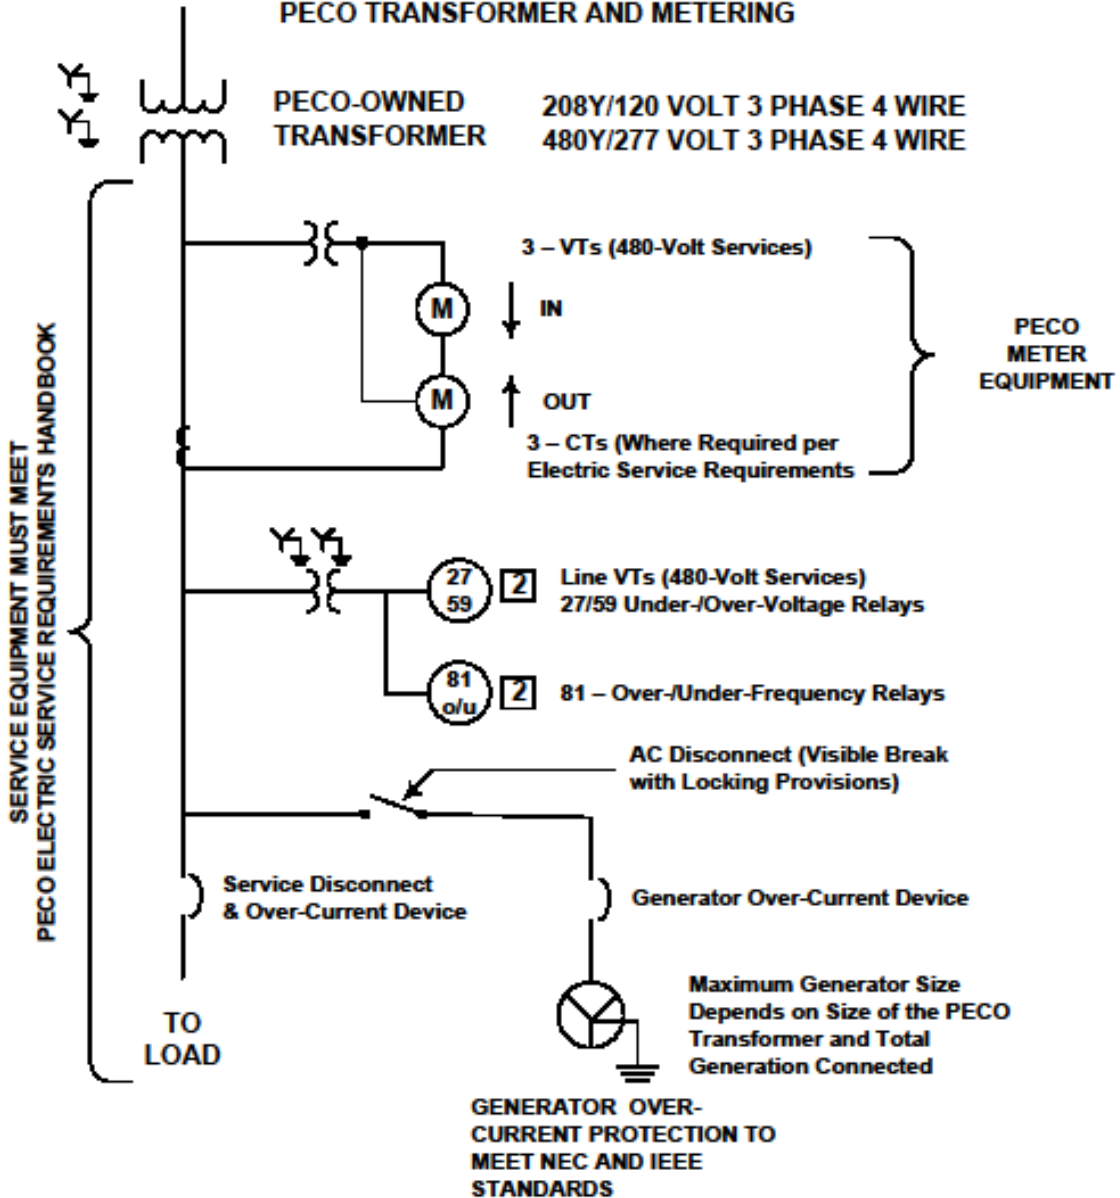 PECO TRANSFORMER AND METERING
PECO-OWNED
TRANSFORMER
208Y/120 VOLT 3 PHASE 4 WIRE
480Y/277 VOLT 3 PHASE 4 WIRE
3 – VTs (480-Volt Services)
M
IN
M
OUT
3 – CTs (Where Required per
Electric Service Requirements
PECO
METER
EQUIPMENT
SERVICE EQUIPMENT MUST MEET
PECO ELECTRIC SERVICE REQUIREMENTS HANDBOOK
27
59
2
Line VTs (480-Volt Services)
27/59 Under-/Over-Voltage Relays
81
o/u
2
81 – Over-/Under-Frequency Relays
AC Disconnect (Visible Break
with Locking Provisions)
Service Disconnect
& Over-Current Device
Generator Over-Current Device
TO
LOAD
Maximum Generator Size
Depends on Size of the PECO
Transformer and Total
Generation Connected
GENERATOR OVER-
CURRENT PROTECTION TO
MEET NEC AND IEEE
STANDARDS